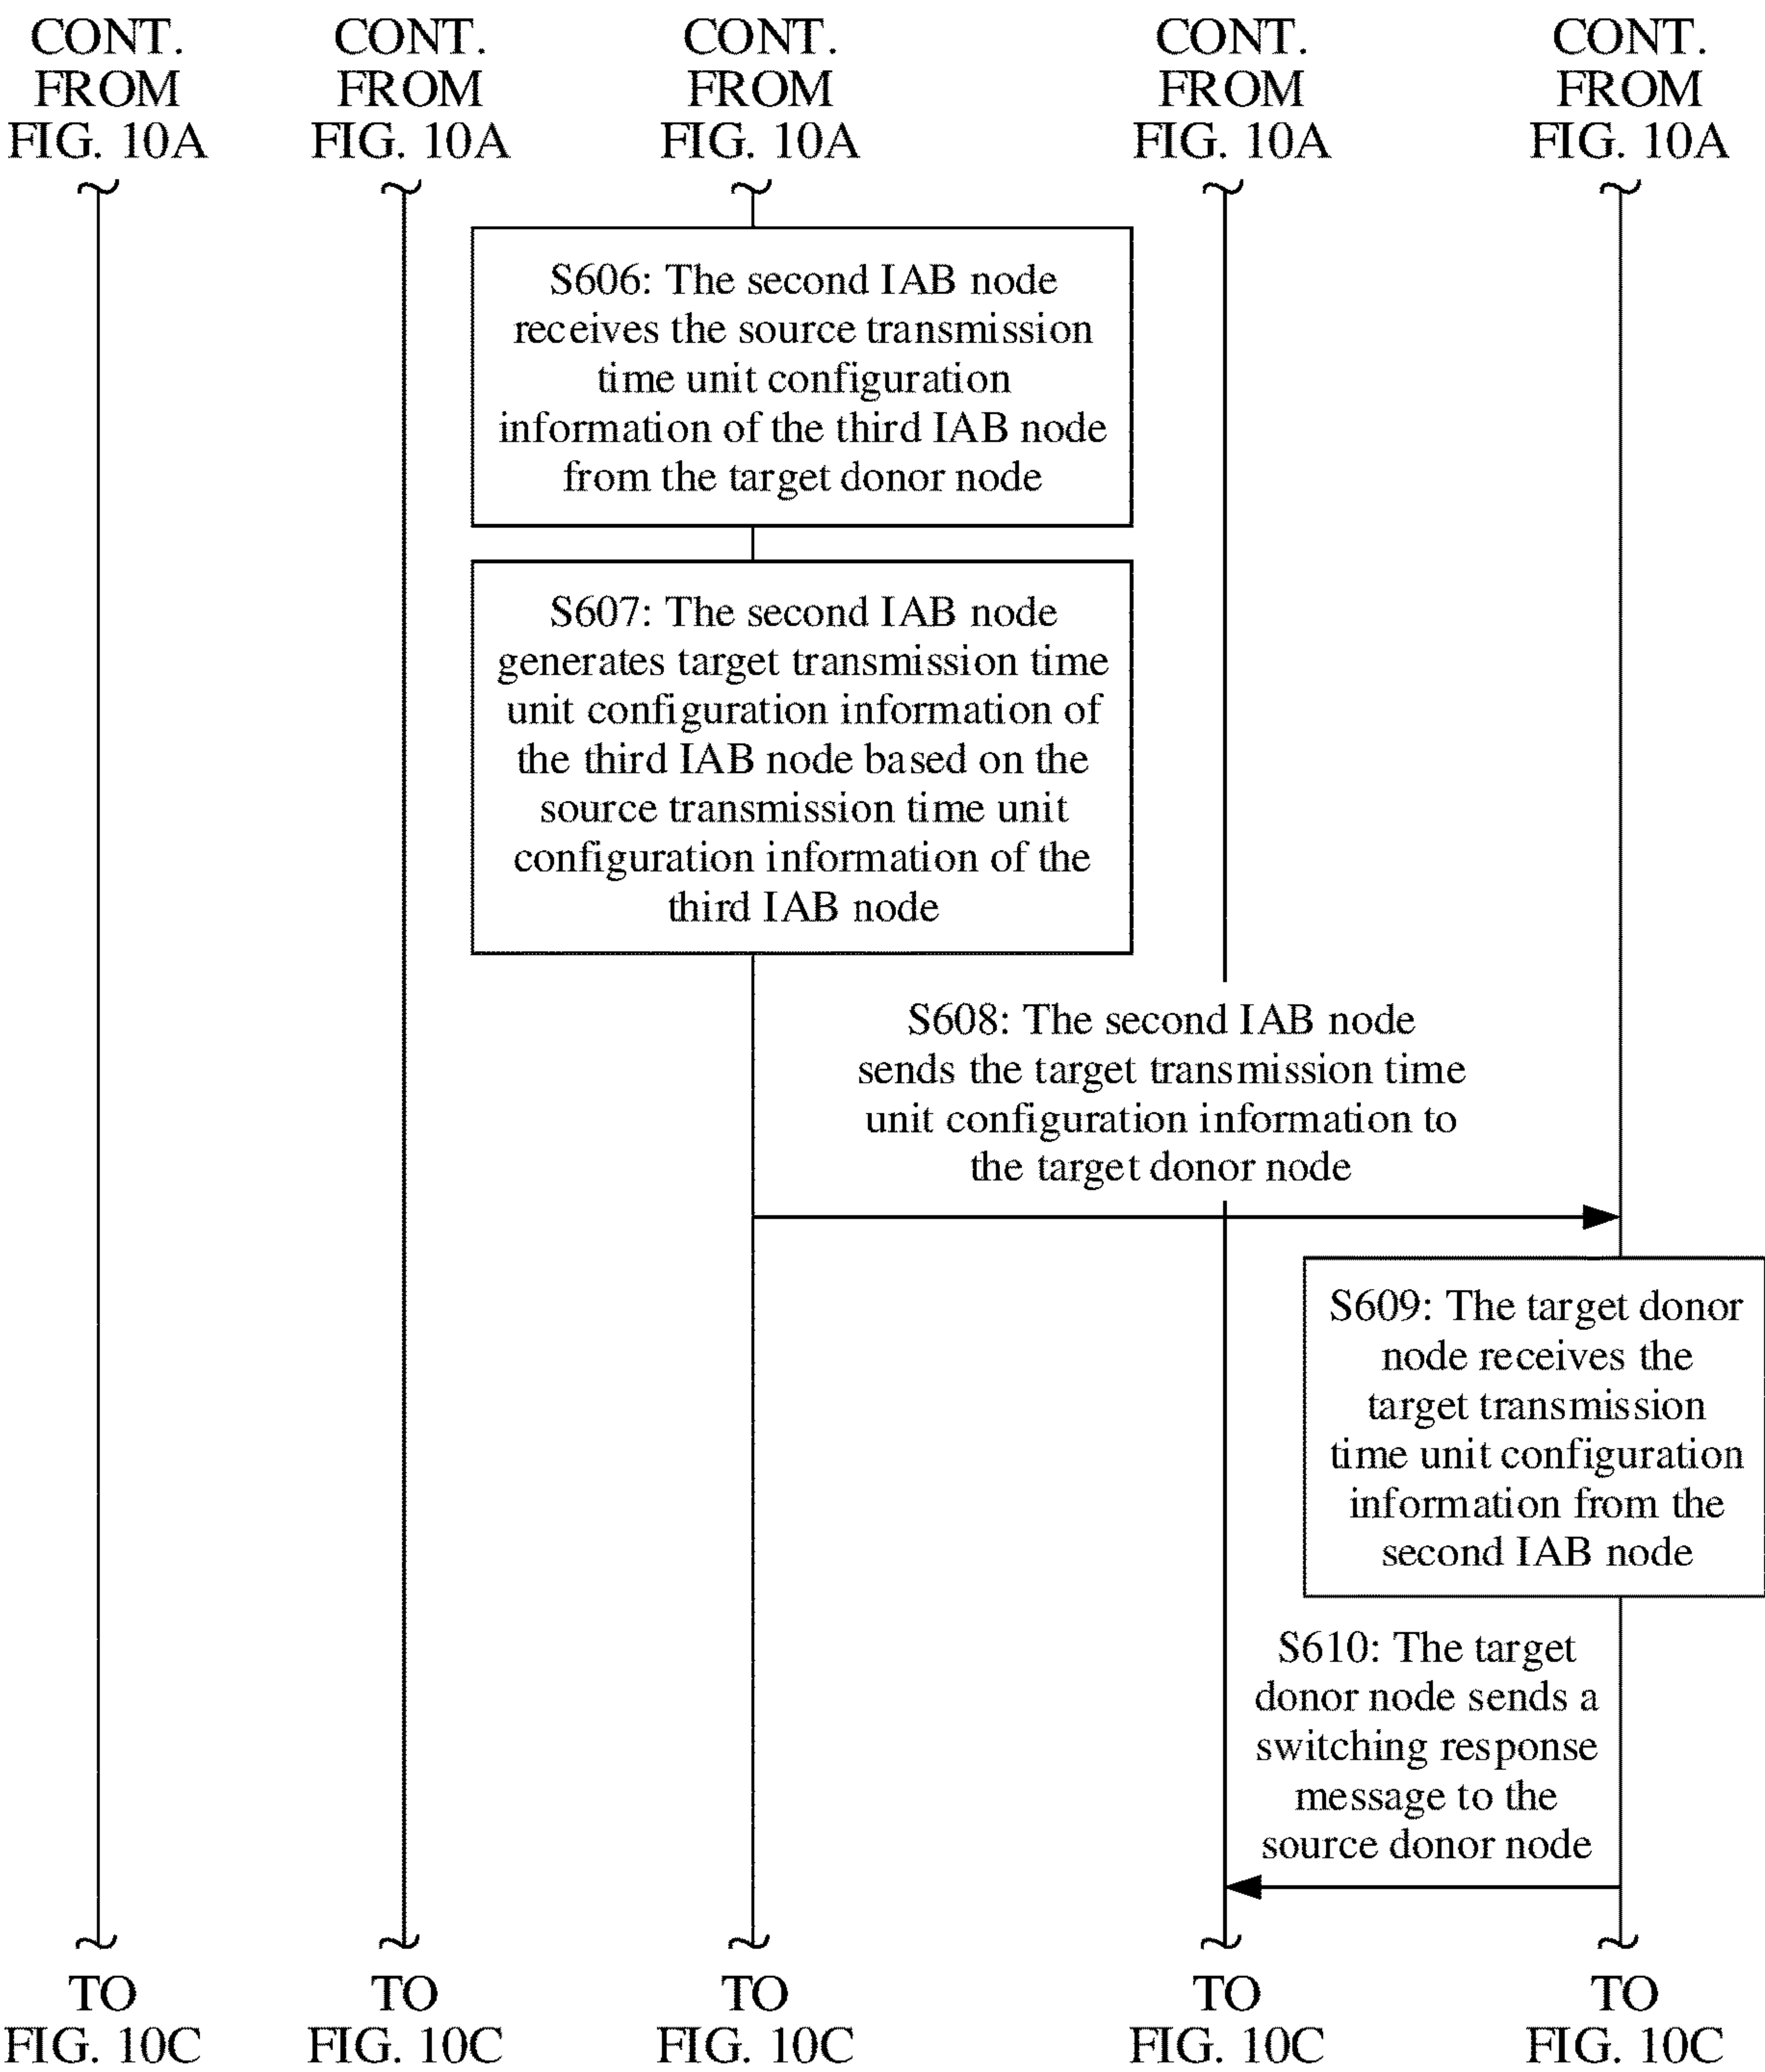 CONT.
FROM
FIG. 10A
CONT.
FROM
FIG. 10A
CONT.
FROM
FIG. 10A
CONT.
FROM
FIG. 10A
CONT.
FROM
FIG. 10A
S606: The second IAB node
receives the source transmission
time unit configuration
information of the third IAB node
from the target donor node
S607: The second IAB node
generates target transmission time
unit configuration information of
the third IAB node based on the
source transmission time unit
configuration information of the
third IAB node
S608: The second IAB node
sends the target transmission time
unit configuration information to
the target donor node
S609: The target donor
node receives the
target transmission
time unit configuration
information from the
second IAB node
S610: The target
donor node sends a
switching response
message to the
source donor node
TO
FIG. 10C
TO
FIG. 10C
TO
FIG. 10C
TO
FIG. 10C
TO
FIG. 10C